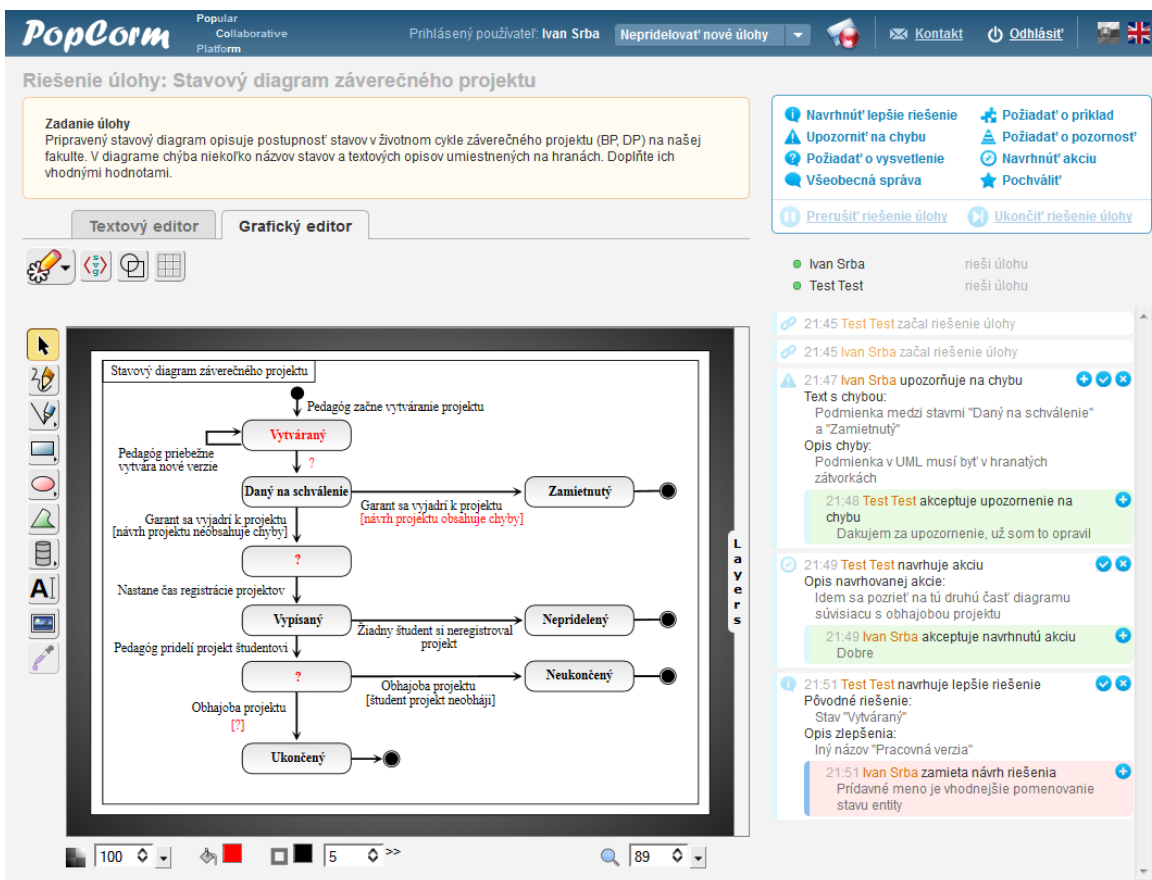 PopCorm
Popular
Collaborative
Platform
Prihlásený používateľ: Ivan Srba
Nepridelovať nové úlohy
Kontakt
Odhlásiť
Riešenie úlohy: Stavový diagram záverečného projektu
Zadanie úlohy
Pripravený stavový diagram opisuje postupnosť stavov v životnom cykle záverečného projektu (BP, DP) na našej
fakulte. V diagrame chýba niekoľko názvov stavov a textových opisov umiestnených na hranách. Doplňte ich
vhodnými hodnotami.
Textový editor
Grafický editor
Stavový diagram záverečného projektu
Pedagóg začne vytváranie projektu
Vytváraný
Pedagóg priebežne
vytvára nové verzie
?
Daný na schválenie
Zamietnutý
Garant sa vyjadrí k projektu
[návrh projektu obsahuje chyby]
Garant sa vyjadrí k projektu
[návrh projektu neobsahuje chyby]
?
Nastane čas registrácie projektov
Vypísaný
Nepridelený
Žiadny študent si neregistroval
projekt
Pedagóg pridelí projekt študentovi
?
Neukončený
Obhajoba projektu
[študent projekt neobháji]
Obhajoba projektu
[?]
Ukončený
Layers
100
5
>>
89
Navrhnúť lepšie riešenie
Požiadať o príklad
Upozorniť na chybu
Požiadať o pozornosť
Požiadať o vysvetlenie
Navrhnúť akciu
Všeobecná správa
Pochváliť
Prerušiť riešenie úlohy
Ukončiť riešenie úlohy
Ivan Srba rieši úlohu
Test Test rieši úlohu
21:45 Test Test začal riešenie úlohy
21:45 Ivan Srba začal riešenie úlohy
21:47 Ivan Srba upozorňuje na chybu
Text s chybou:
Podmienka medzi stavmi "Daný na schválenie"
a "Zamietnutý"
Opis chyby:
Podmienka v UML musí byť v hranatých
zátvorkách
21:48 Test Test akceptuje upozornenie na
chybu
Dakujem za upozornenie, už som to opravil
21:49 Test Test navrhuje akciu
Opis navrhovanej akcie:
Idem sa pozrieť na tú druhú časť diagramu
súvisiacu s obhajobou projektu
21:49 Ivan Srba akceptuje navrhnutú akciu
Dobre
21:51 Test Test navrhuje lepšie riešenie
Pôvodné riešenie:
Stav "Vytváraný"
Opis zlepšenia:
Iný názov "Pracovná verzia"
21:51 Ivan Srba zamieta návrh riešenia
Prídavné meno je vhodnejšie pomenovanie
stavu entity